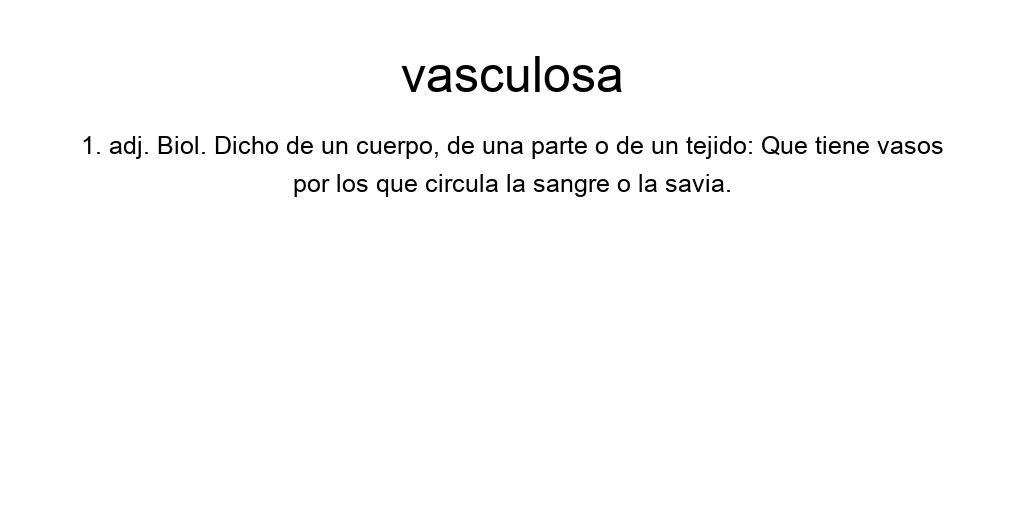 vasculosa
1. adj. Biol. Dicho de un cuerpo, de una parte o de un tejido: Que tiene vasos
por los que circula la sangre o la savia.